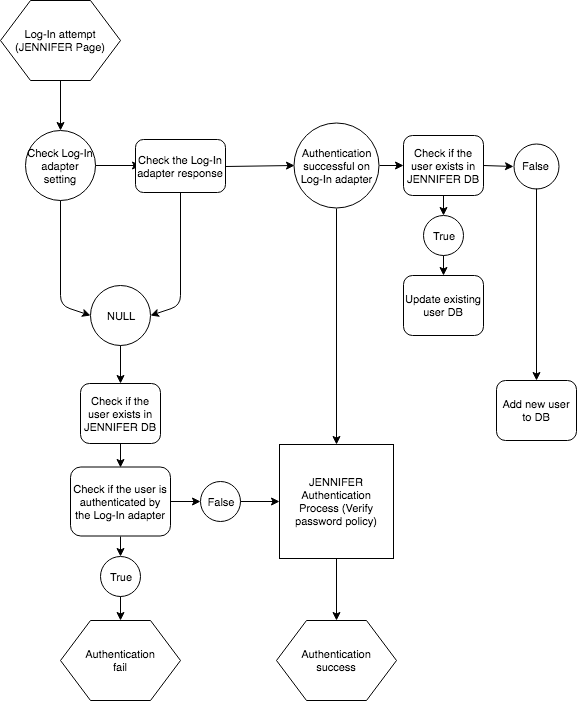 Log-In attempt
(JENNIFER Page)
Check Log-In
adapter
setting
Check the Log-In
adapter response
Authentication
successful on
Log-In adapter
Check if the
user exists in
JENNIFER DB
False
True
Update existing
user DB
Add new user
to DB
NULL
Check if the
user exists in
JENNIFER DB
Check if the user is
authenticated by
the Log-In adapter
False
JENNIFER
Authentication
Process (Verify
password policy)
True
Authentication
fail
Authentication
success